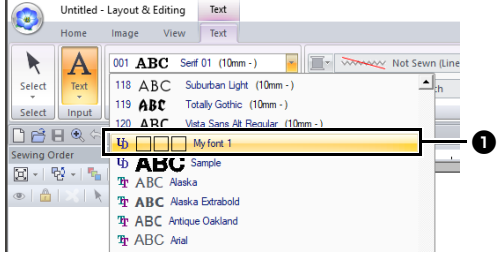 Untitled - Layout & Editing Text
Home Image View Text
Select Text 001 ABC Serif 01 (10mm - ) Not Sewn (Line
Select Input
118 ABC Suburban Light (10mm - )
119 ABC Totally Gothic (10mm - )
120 ABC Vista Sans Alt Regular (10mm - )
My font 1 1
Sewing Order
ABC Sample
ABC Alaska
ABC Alaska Extrabold
ABC Antique Oakland
ABC Arial